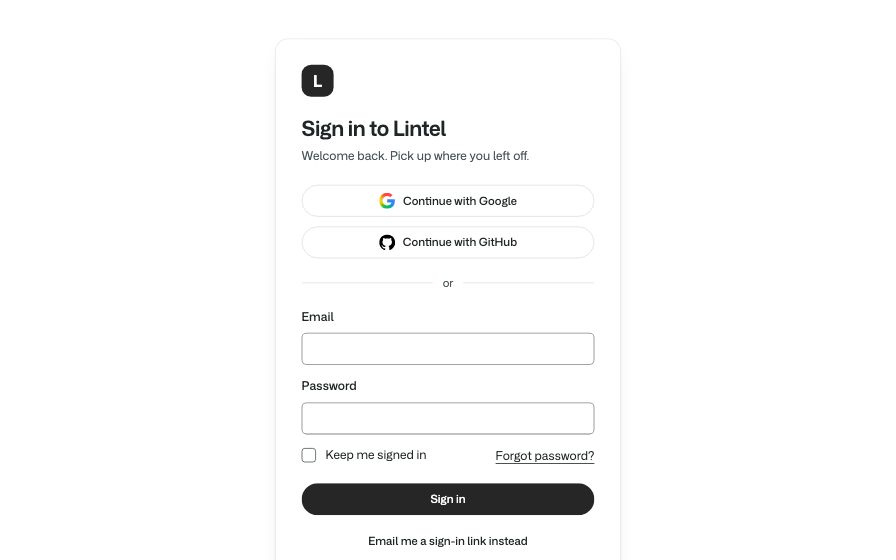 L
Sign in to Lintel
Welcome back. Pick up where you left off.
Continue with Google
Continue with GitHub
or
Email
Password
Keep me signed in
Forgot password?
Sign in
Email me a sign-in link instead